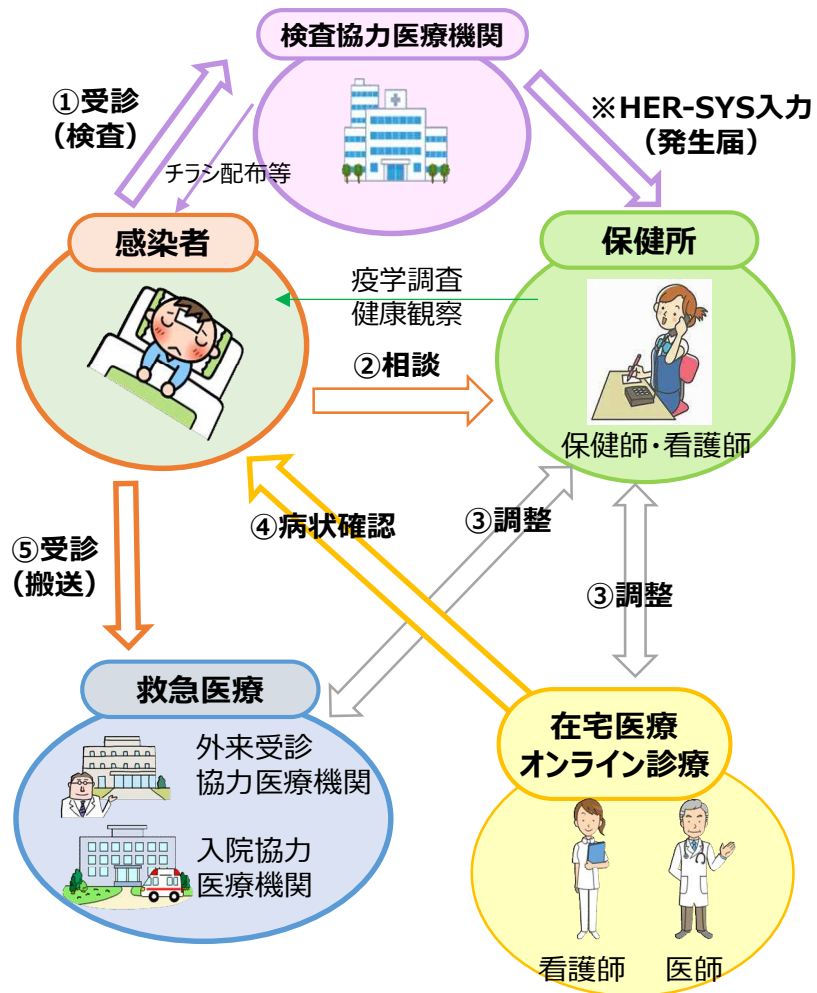 検査協力医療機関
①受診
（検査）
※HER-SYS入力
（発生届）
チラシ配布等
感染者
保健所
疫学調査
健康観察
②相談
保健師・看護師
④病状確認
③調整
⑤受診
（搬送）
③調整
救急医療
外来受診
協力医療機関
入院協力
医療機関
在宅医療
オンライン診療
看護師
医師